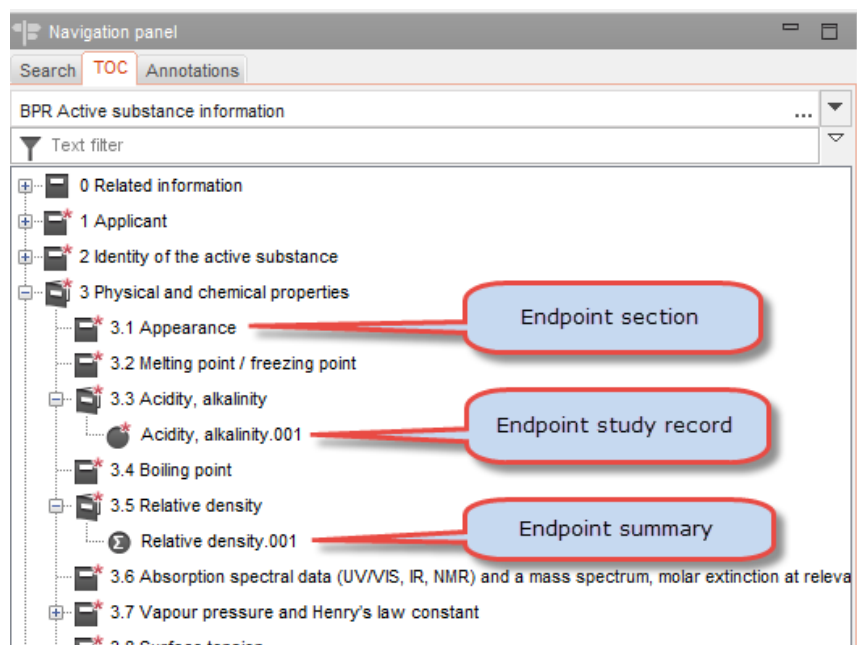 Navigation panel
Search TOC Annotations
BPR Active substance information ...
Text filter
0 Related information
* 1 Applicant
* 2 Identity of the active substance
* 3 Physical and chemical properties
* 3.1 Appearance
Endpoint section
* 3.2 Melting point / freezing point
* 3.3 Acidity, alkalinity
* Acidity, alkalinity.001
Endpoint study record
* 3.4 Boiling point
* 3.5 Relative density
Σ Relative density.001
Endpoint summary
* 3.6 Absorption spectral data (UV/VIS, IR, NMR) and a mass spectrum, molar extinction at releva
* 3.7 Vapour pressure and Henry's law constant
* 3.8 Surface tension